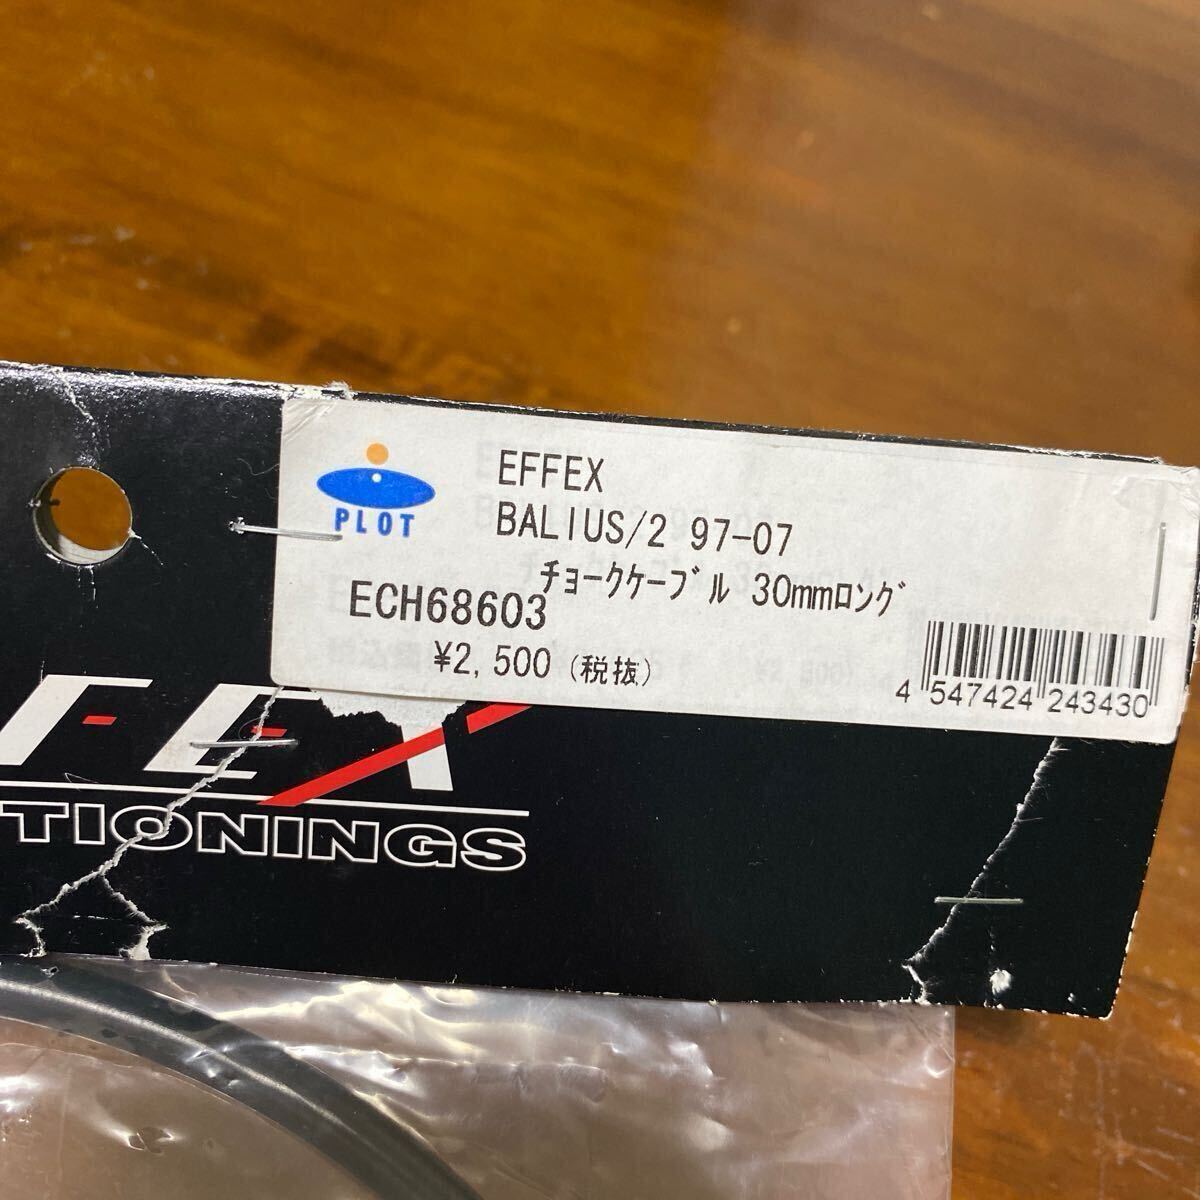 PLOT
EFFEX
BALIUS/2 97-07
ﾁｮｰｸｹｰﾌﾞﾙ 30mmﾛﾝｸﾞ
ECH68603
¥2,500 (税抜)
4 547424 243430
FEX
TIONINGS